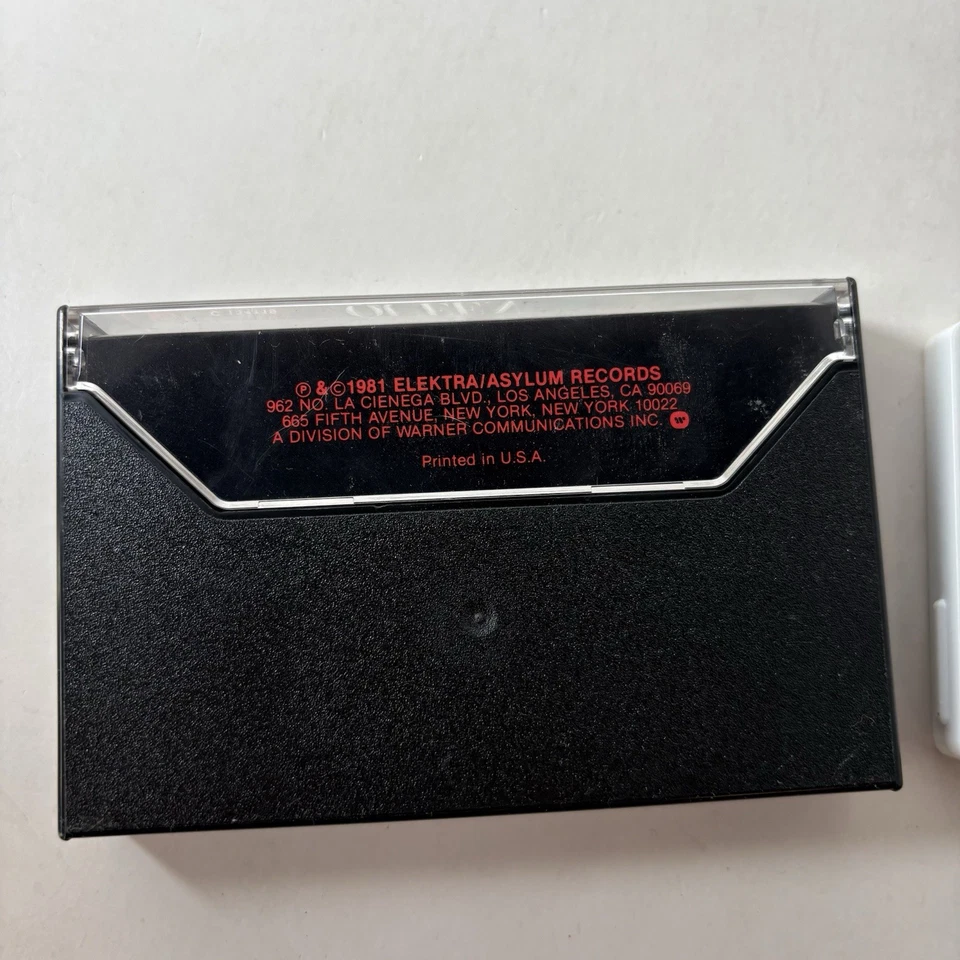 QUEEN
℗ & © 1981 ELEKTRA/ASYLUM RECORDS
962 NO. LA CIENEGA BLVD., LOS ANGELES, CA 90069
665 FIFTH AVENUE, NEW YORK, NEW YORK 10022
A DIVISION OF WARNER COMMUNICATIONS INC.
Printed in U.S.A.